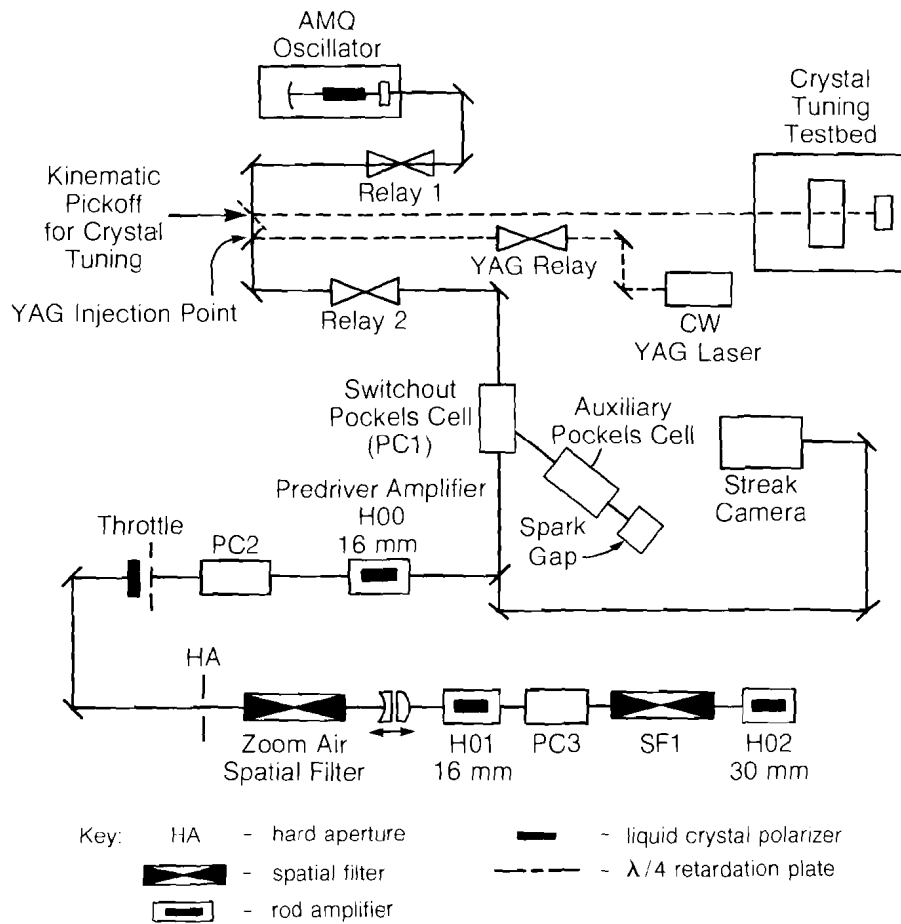 AMQ
Oscillator
Crystal
Tuning
Testbed
Relay 1
Kinematic
Pickoff
for Crystal
Tuning
YAG Relay
YAG Injection Point
Relay 2
CW
YAG Laser
Switchout
Pockels Cell
(PC1)
Auxiliary
Pockels Cell
Streak
Camera
Predriver Amplifier
H00
16 mm
Spark
Gap
Throttle
PC2
HA
Zoom Air
Spatial Filter
H01
16 mm
PC3
SF1
H02
30 mm
Key: HA - hard aperture
- spatial filter
- rod amplifier
- liquid crystal polarizer
- λ/4 retardation plate